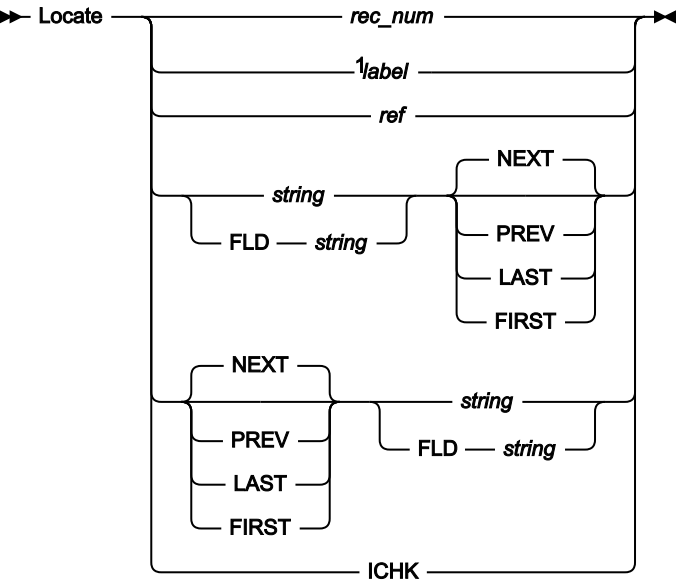 Locate rec_num
1label
ref
NEXT
string
FLD string PREV
LAST
FIRST
NEXT
string
PREV FLD string
LAST
FIRST
ICHK